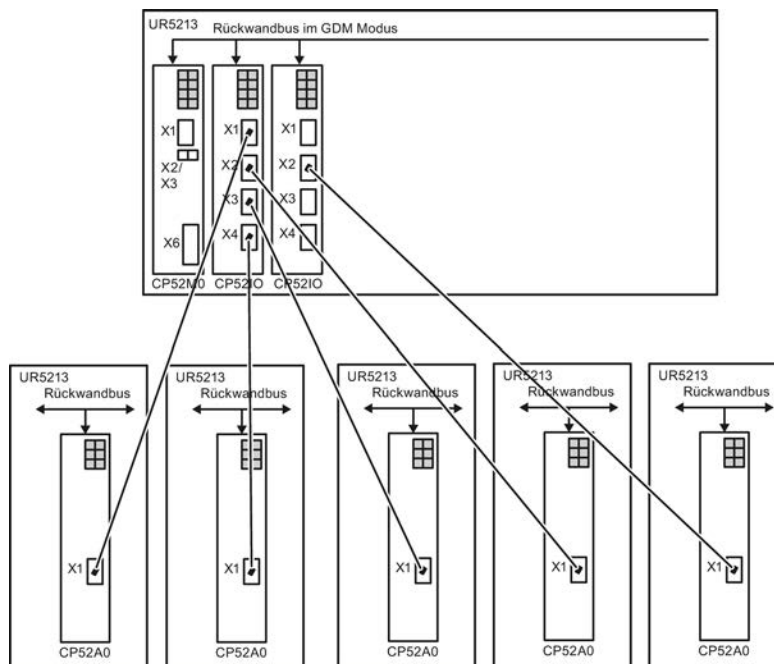 UR5213 Rückwandbus im GDM Modus
X1 X1 X1
X2/ X2 X2
X3 X3 X3
X6 X4 X4
CP52M0 CP52IO CP52IO
UR5213 UR5213 UR5213 UR5213 UR5213
Rückwandbus Rückwandbus Rückwandbus Rückwandbus Rückwandbus
X1 X1 X1 X1 X1
CP52A0 CP52A0 CP52A0 CP52A0 CP52A0